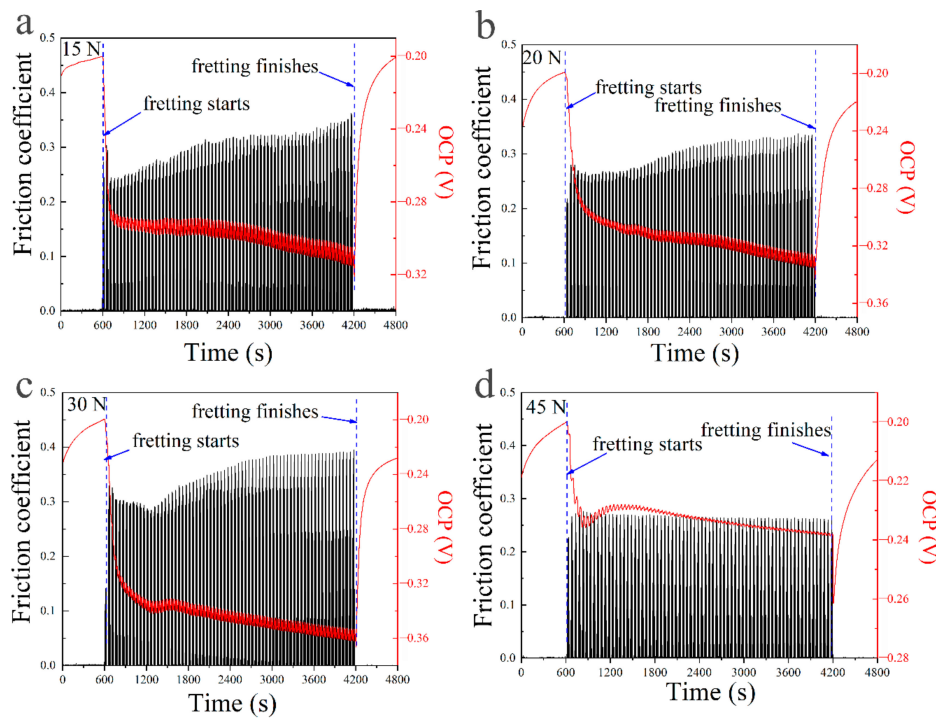 a
15 N
fretting finishes
fretting starts
Friction coefficient
OCP (V)
0.5
0.4
0.3
0.2
0.1
0.0
−0.20
−0.24
−0.28
−0.32
0 600 1200 1800 2400 3000 3600 4200 4800
Time (s)
b
20 N
fretting starts
fretting finishes
Friction coefficient
OCP (V)
0.5
0.4
0.3
0.2
0.1
0.0
−0.20
−0.24
−0.28
−0.32
−0.36
0 600 1200 1800 2400 3000 3600 4200 4800
Time (s)
c
30 N
fretting finishes
fretting starts
Friction coefficient
OCP (V)
0.5
0.4
0.3
0.2
0.1
0.0
−0.20
−0.24
−0.28
−0.32
−0.36
0 600 1200 1800 2400 3000 3600 4200 4800
Time (s)
d
45 N
fretting starts
fretting finishes
Friction coefficient
OCP (V)
0.5
0.4
0.3
0.2
0.1
0.0
−0.20
−0.22
−0.24
−0.26
−0.28
0 600 1200 1800 2400 3000 3600 4200 4800
Time (s)